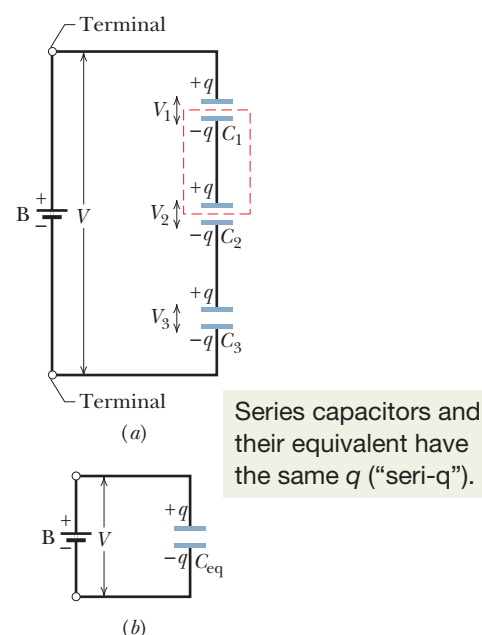 Terminal
+q
V1
−q C1
+q
+
B V
−
V2
−q C2
+q
V3
−q C3
Terminal
(a)
Series capacitors and
their equivalent have
the same q (“seri-q”).
+q
+
B V
−
−q Ceq
(b)